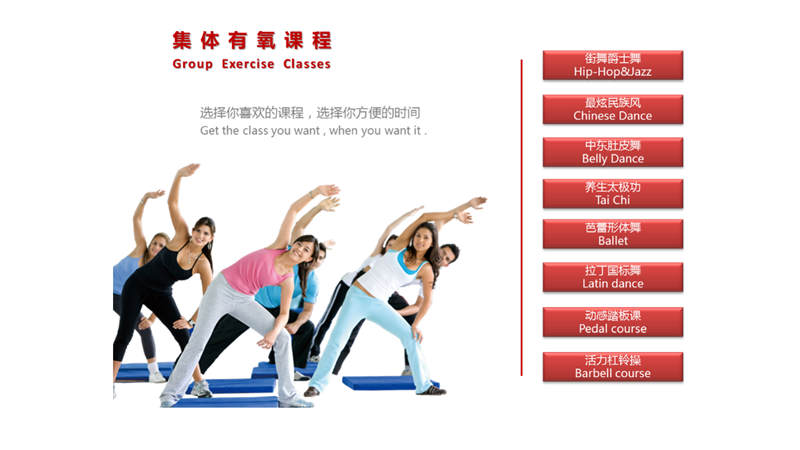 集体有氧课程
Group Exercise Classes
选择你喜欢的课程，选择你方便的时间
Get the class you want , when you want it .
街舞爵士舞
Hip-Hop&Jazz
最炫民族风
Chinese Dance
中东肚皮舞
Belly Dance
养生太极功
Tai Chi
芭蕾形体舞
Ballet
拉丁国标舞
Latin dance
动感踏板课
Pedal course
活力杠铃操
Barbell course